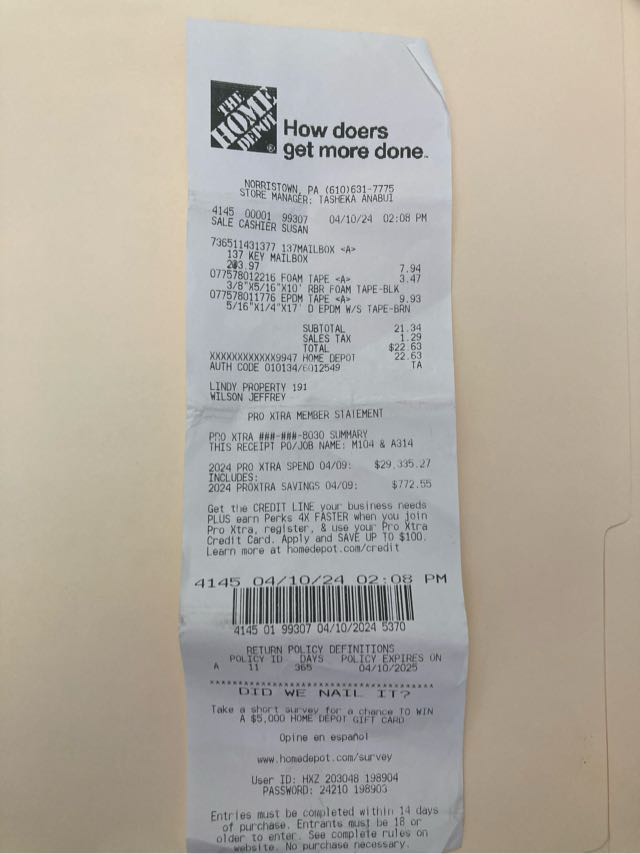 THE
HOME
DEPOT
®
How doers
get more done™
NORRISTOWN, PA (610)631-7775
STORE MANAGER: TASHEKA ANABUI
4145 00001 99307 04/10/24 02:08 PM
SALE CASHIER SUSAN
736511431377 137MAILBOX <A>
137 KEY MAILBOX
2@3.97 7.94
077578012216 FOAM TAPE <A> 3.47
3/8"X5/16"X10' RBR FOAM TAPE-BLK
077578011776 EPDM TAPE <A> 9.93
5/16"X1/4"X17' D EPDM W/S TAPE-BRN
SUBTOTAL 21.34
SALES TAX 1.29
TOTAL $22.63
XXXXXXXXXXXX9947 HOME DEPOT 22.63
AUTH CODE 010134/6012549 TA
LINDY PROPERTY 191
WILSON JEFFREY
PRO XTRA MEMBER STATEMENT
PRO XTRA ###-###-8030 SUMMARY
THIS RECEIPT PO/JOB NAME: M104 & A314
2024 PRO XTRA SPEND 04/09: $29,335.27
INCLUDES:
2024 PROXTRA SAVINGS 04/09: $772.55
Get the CREDIT LINE your business needs
PLUS earn Perks 4X FASTER when you join
Pro Xtra, register, & use your Pro Xtra
Credit Card. Apply and SAVE UP TO $100.
Learn more at homedepot.com/credit
4145 04/10/24 02:08 PM
4145 01 99307 04/10/2024 5370
RETURN POLICY DEFINITIONS
POLICY ID DAYS POLICY EXPIRES ON
A 11 365 04/10/2025
****************************************
DID WE NAIL IT?
Take a short survey for a chance TO WIN
A $5,000 HOME DEPOT GIFT CARD
Opine en español
www.homedepot.com/survey
User ID: HXZ 203048 198904
PASSWORD: 24210 198903
Entries must be completed within 14 days
of purchase. Entrants must be 18 or
older to enter. See complete rules on
website. No purchase necessary.